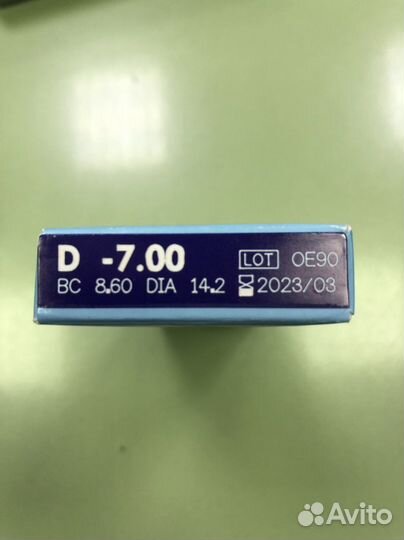 D -7.00 LOT OE90
BC 8.60 DIA 14.2 2023/03
Avito